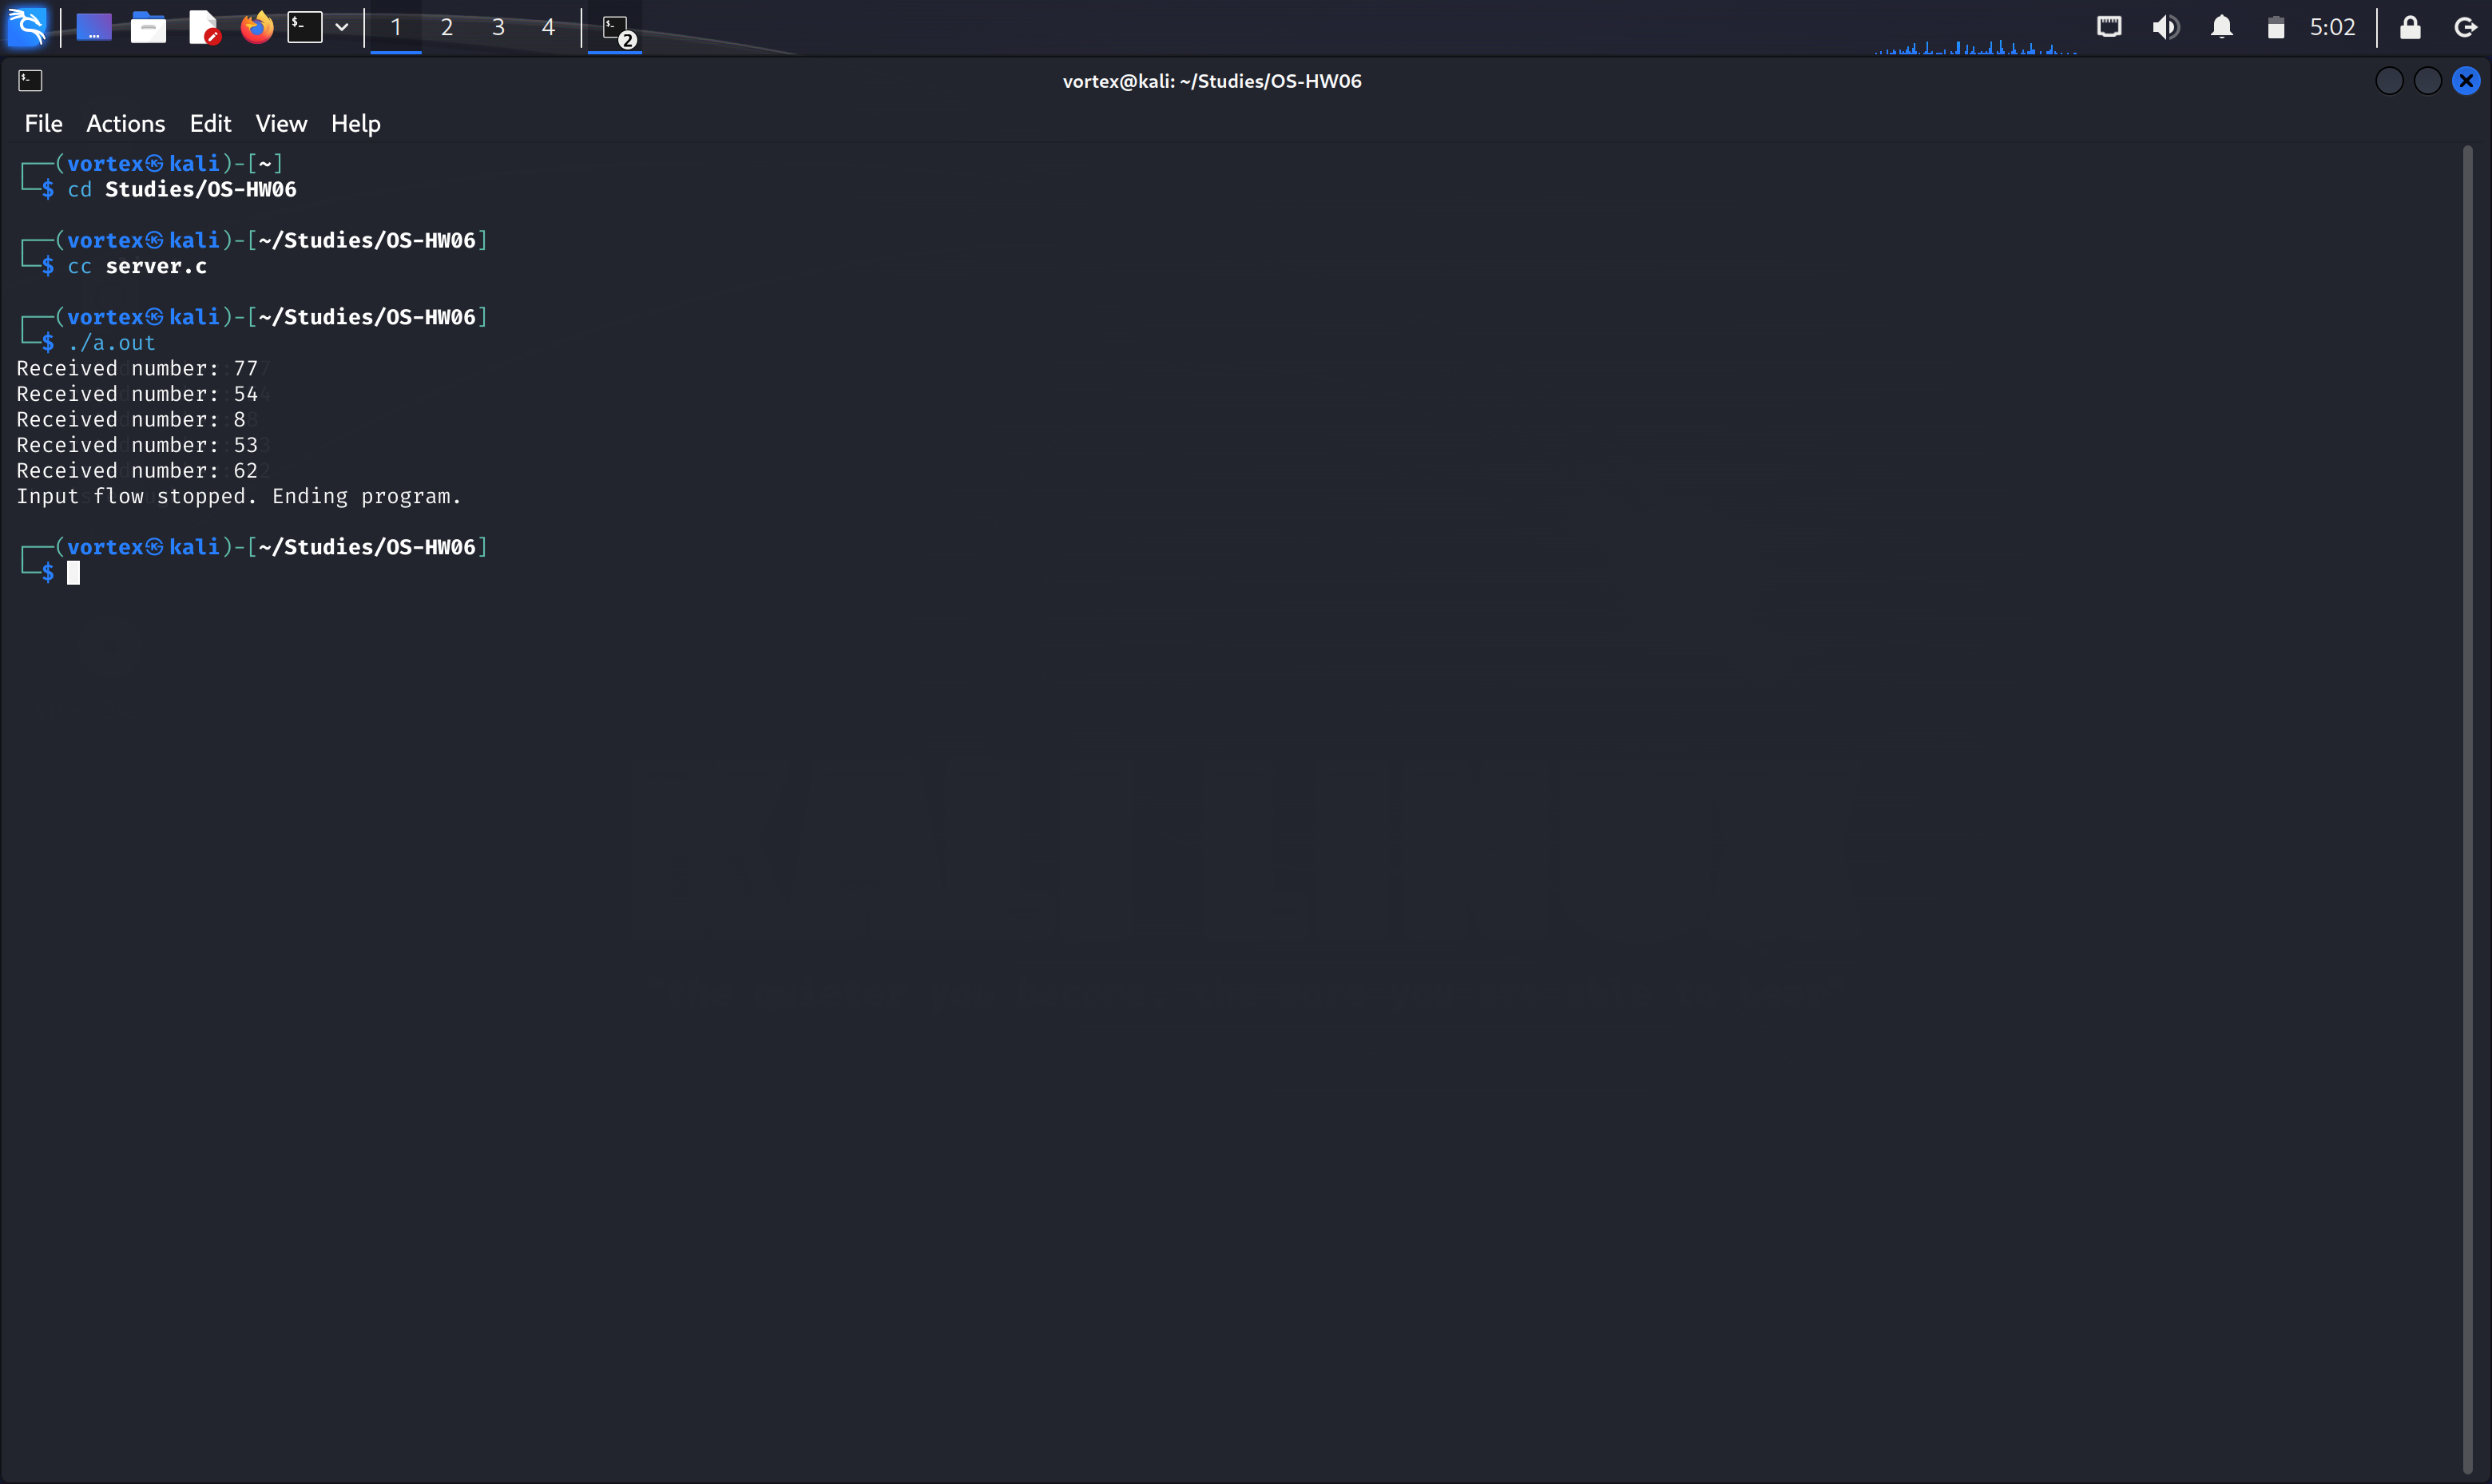 1 2 3 4 2 5:02
vortex@kali: ~/Studies/OS-HW06
File Actions Edit View Help
┌──(vortex㉿kali)-[~]
└─$ cd Studies/OS-HW06
┌──(vortex㉿kali)-[~/Studies/OS-HW06]
└─$ cc server.c
┌──(vortex㉿kali)-[~/Studies/OS-HW06]
└─$ ./a.out
Received number: 77
Received number: 54
Received number: 8
Received number: 53
Received number: 62
Input flow stopped. Ending program.
┌──(vortex㉿kali)-[~/Studies/OS-HW06]
└─$